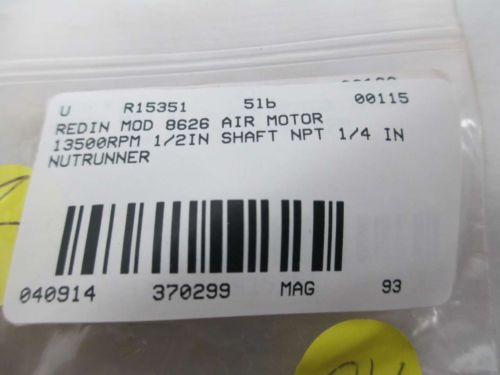 U R15351 5lb 00115
REDIN MOD 8626 AIR MOTOR
13500RPM 1/2IN SHAFT NPT 1/4 IN
NUTRUNNER
040914 370299 MAG 93